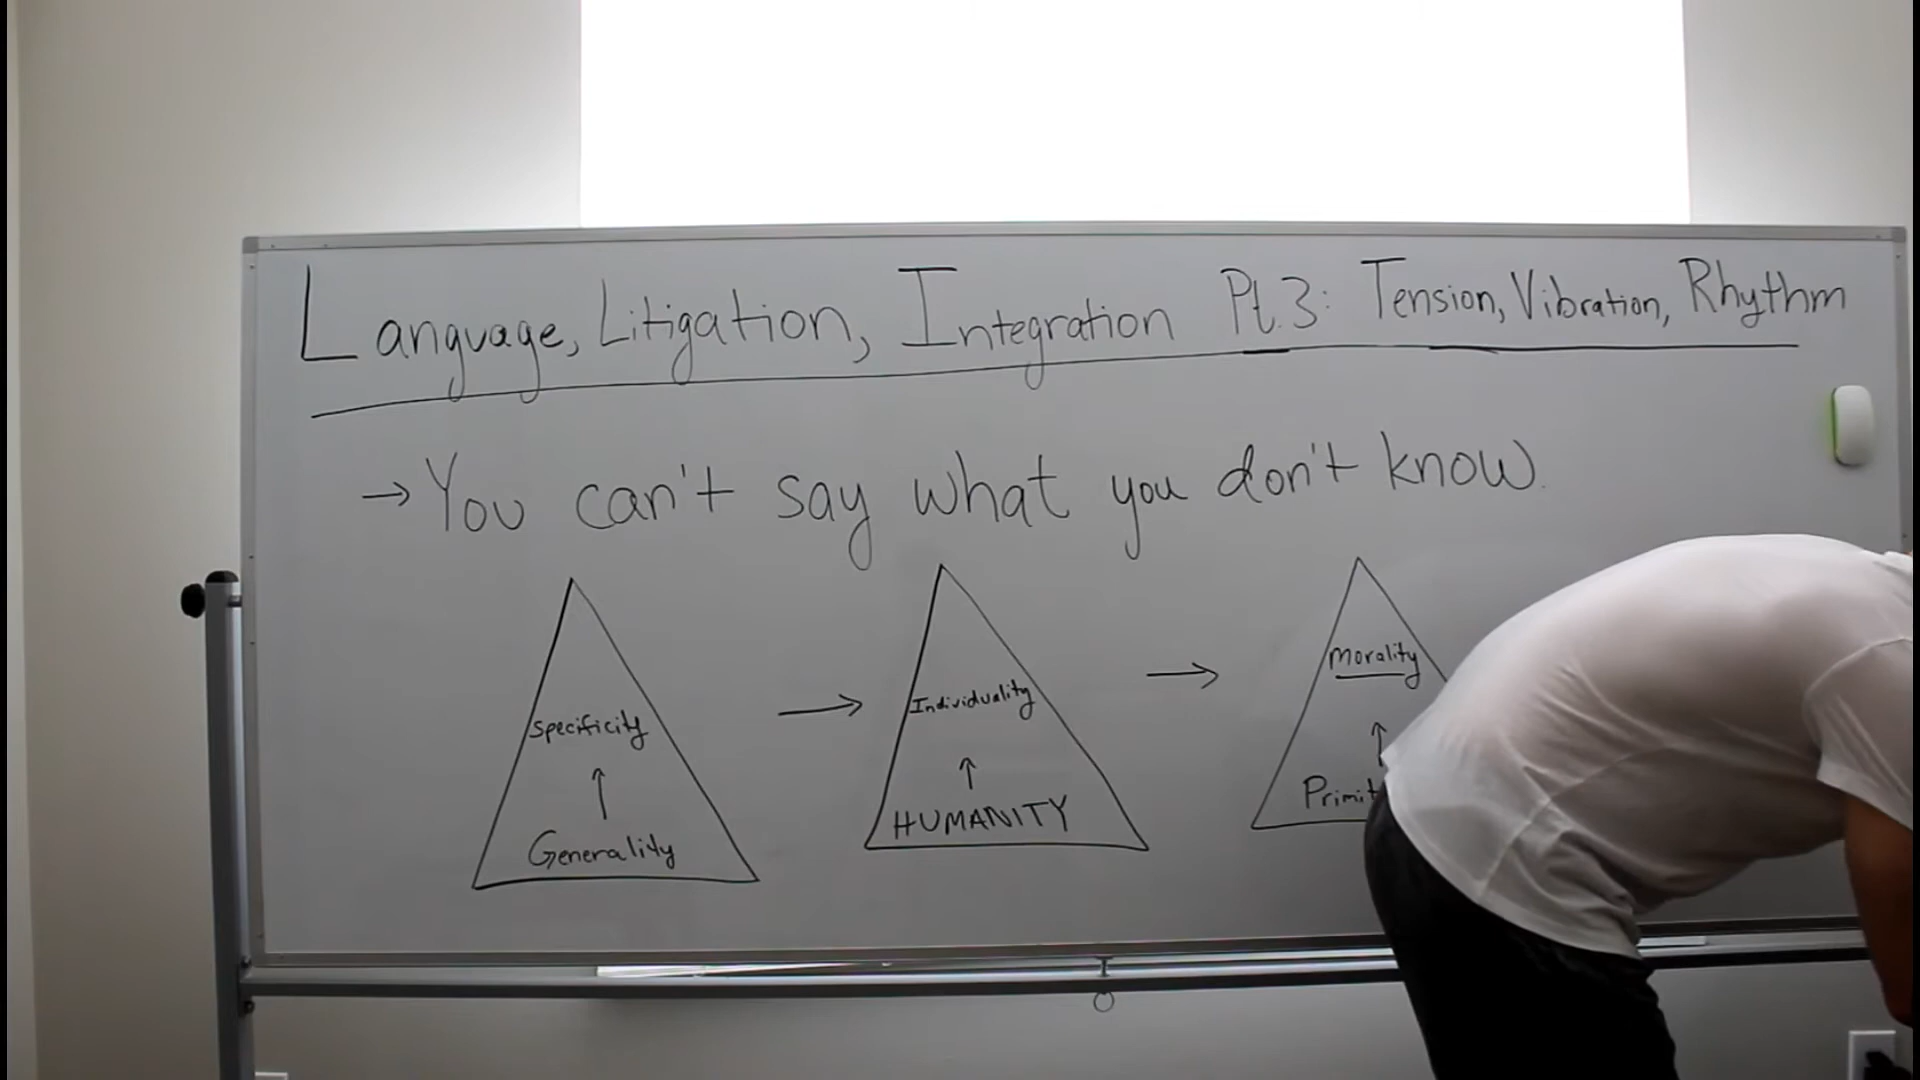 Language, Litigation, Integration Pt.3: Tension, Vibration, Rhythm
→ You can't say what you don't know.
Specificity
↑
Generality
→
Individuality
↑
HUMANITY
→
Morality
↑